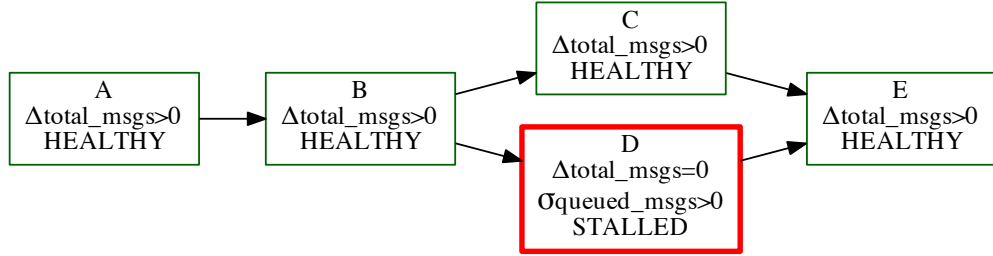 A
Δtotal_msgs>0
HEALTHY
B
Δtotal_msgs>0
HEALTHY
C
Δtotal_msgs>0
HEALTHY
D
Δtotal_msgs=0
σqueued_msgs>0
STALLED
E
Δtotal_msgs>0
HEALTHY